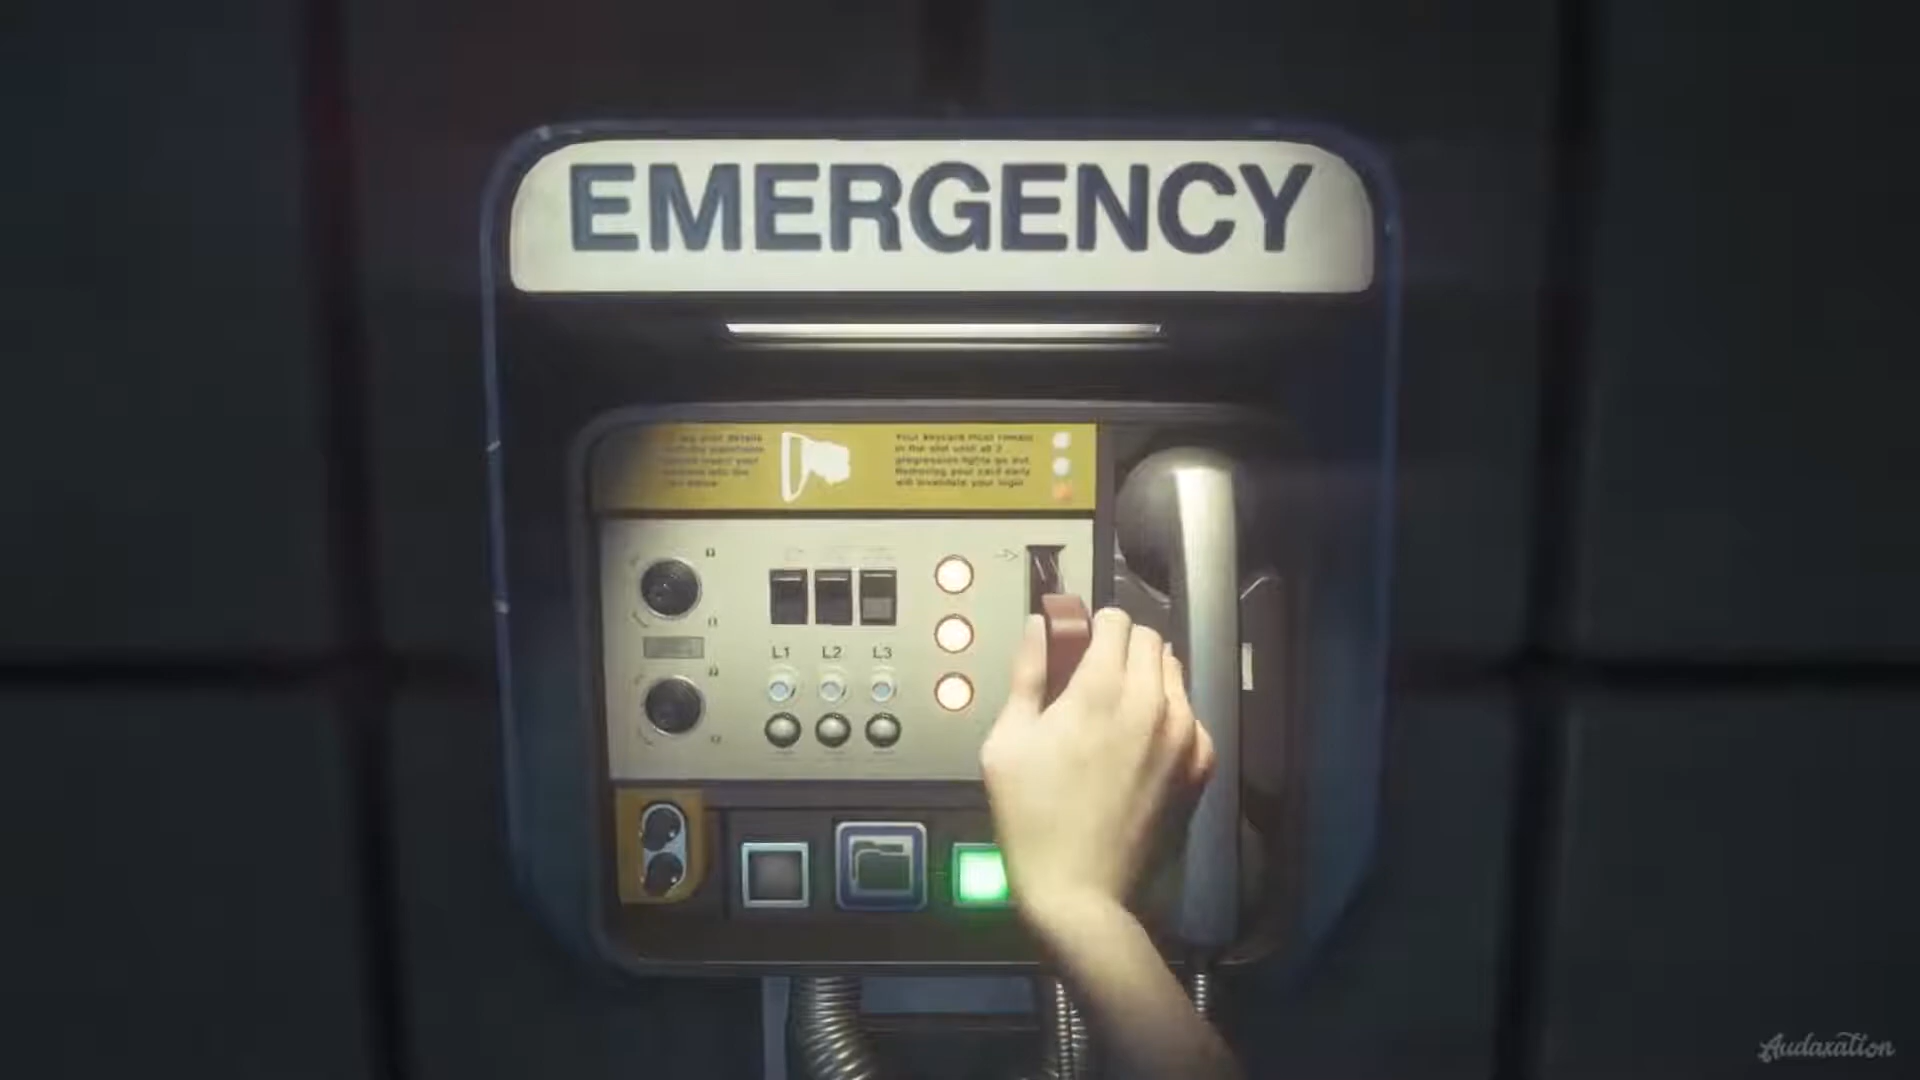 EMERGENCY
Your keycard must remain
in the slot until all 3
progression lights go out.
Removing your card early
will invalidate your login
L1 L2 L3
Audaxation